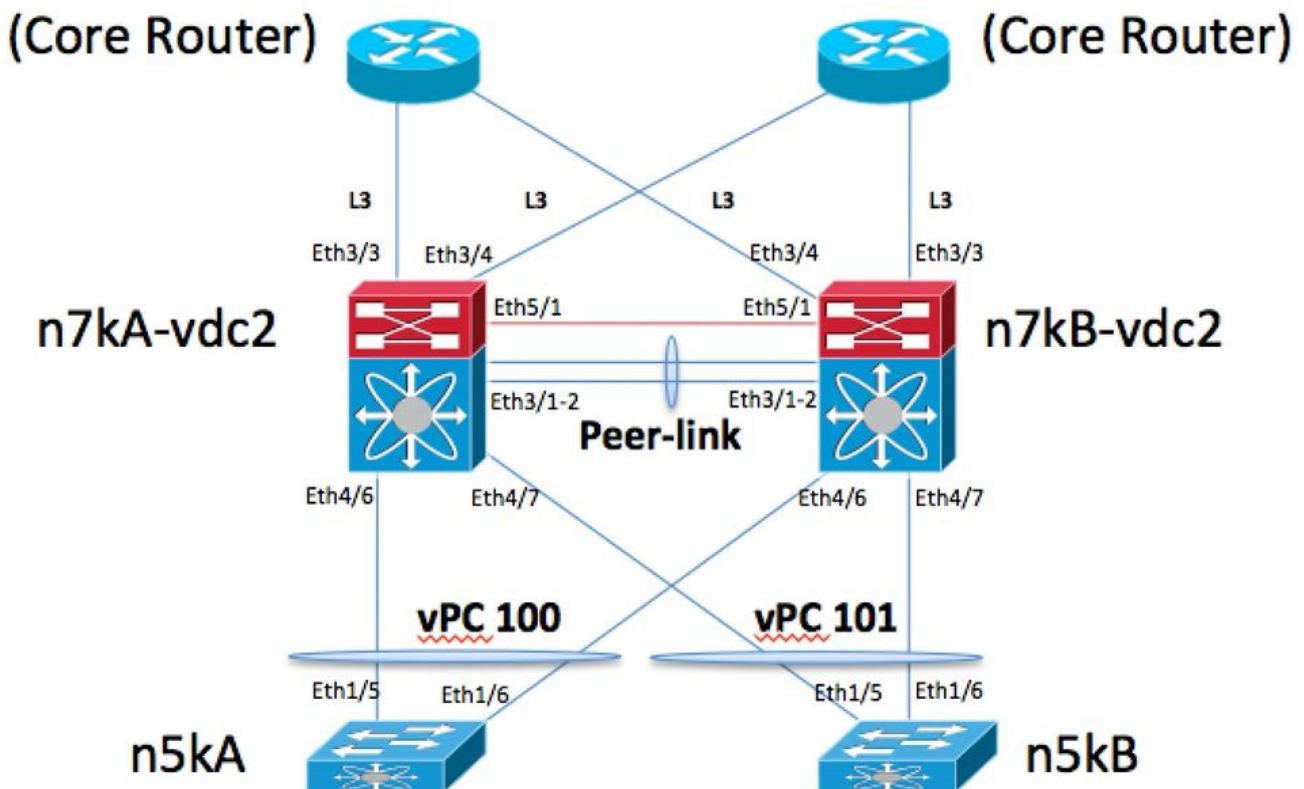 (Core Router)
(Core Router)
L3
L3
L3
L3
Eth3/3
Eth3/4
Eth3/4
Eth3/3
n7kA-vdc2
Eth5/1
Eth5/1
n7kB-vdc2
Eth3/1-2
Eth3/1-2
Peer-link
Eth4/6
Eth4/7
Eth4/6
Eth4/7
vPC 100
vPC 101
Eth1/5
Eth1/6
Eth1/5
Eth1/6
n5kA
n5kB